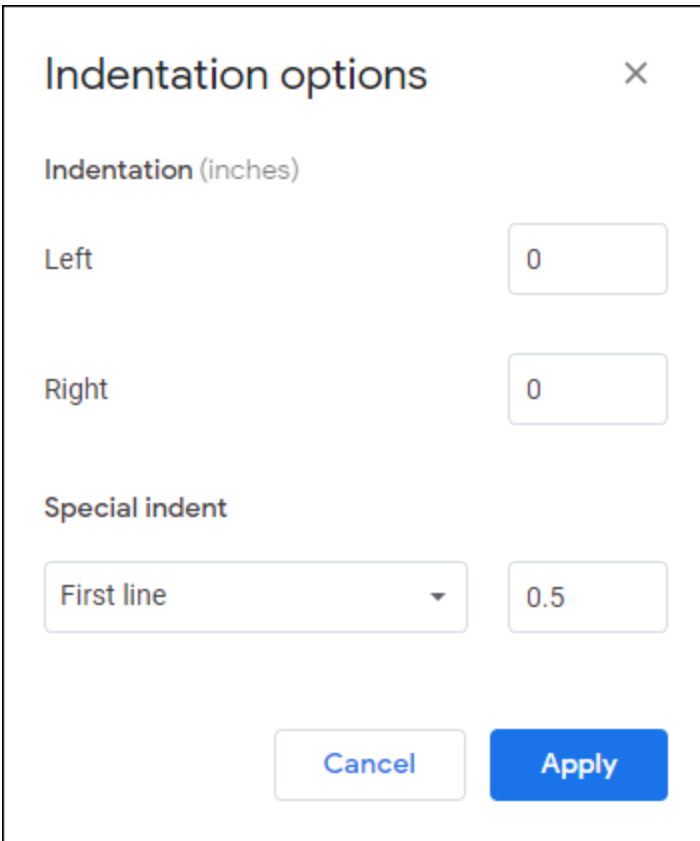 Indentation options
Indentation (inches)
Left 0
Right 0
Special indent
First line 0.5
Cancel Apply